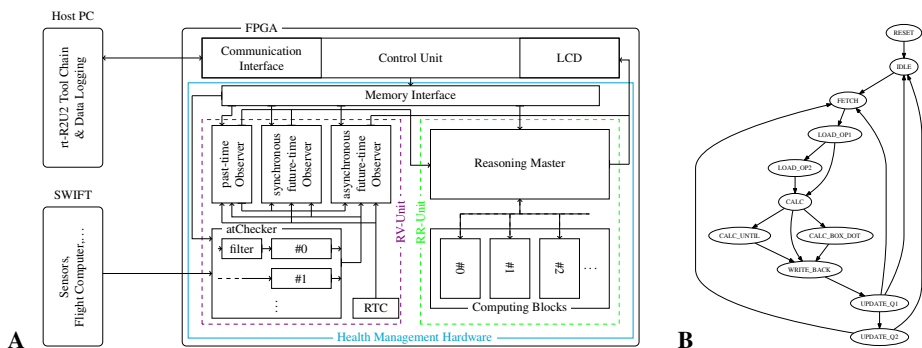 Host PC
rt-R2U2 Tool Chain
& Data Logging
SWIFT
Sensors,
Flight Computer,. . .
A
FPGA
Communication
Interface
Control Unit
LCD
Memory Interface
past-time
Observer
synchronous
future-time
Observer
asynchronous
future-time
Observer
RV-Unit
RR-Unit
Reasoning Master
atChecker
filter
#0
#1
⋮
RTC
#0
#1
#2
. . .
Computing Blocks
Health Management Hardware
B
RESET
IDLE
FETCH
LOAD_OP1
LOAD_OP2
CALC
CALC_UNTIL
CALC_BOX_DOT
WRITE_BACK
UPDATE_Q1
UPDATE_Q2